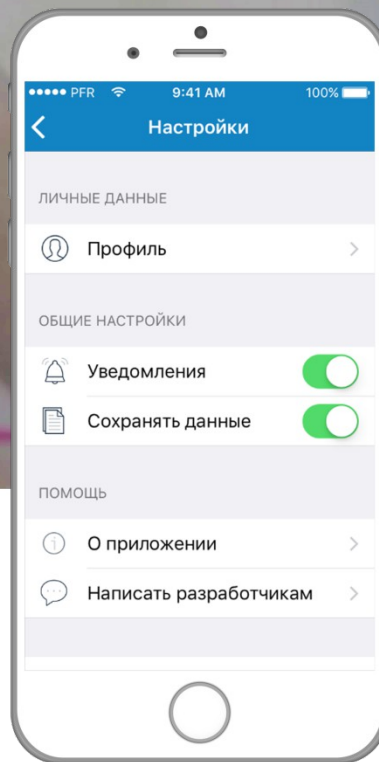 PFR 9:41 AM 100%
Настройки
ЛИЧНЫЕ ДАННЫЕ
Профиль
ОБЩИЕ НАСТРОЙКИ
Уведомления
Сохранять данные
ПОМОЩЬ
О приложении
Написать разработчикам